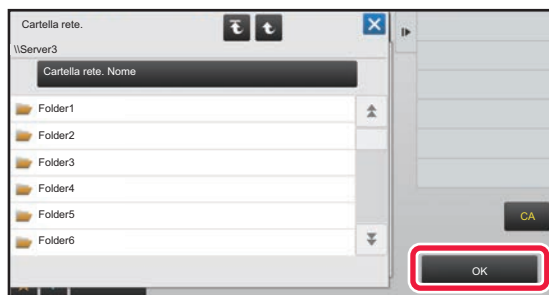 Cartella rete.
\\Server3
Cartella rete. Nome
Folder1
Folder2
Folder3
Folder4
Folder5
Folder6
CA
OK